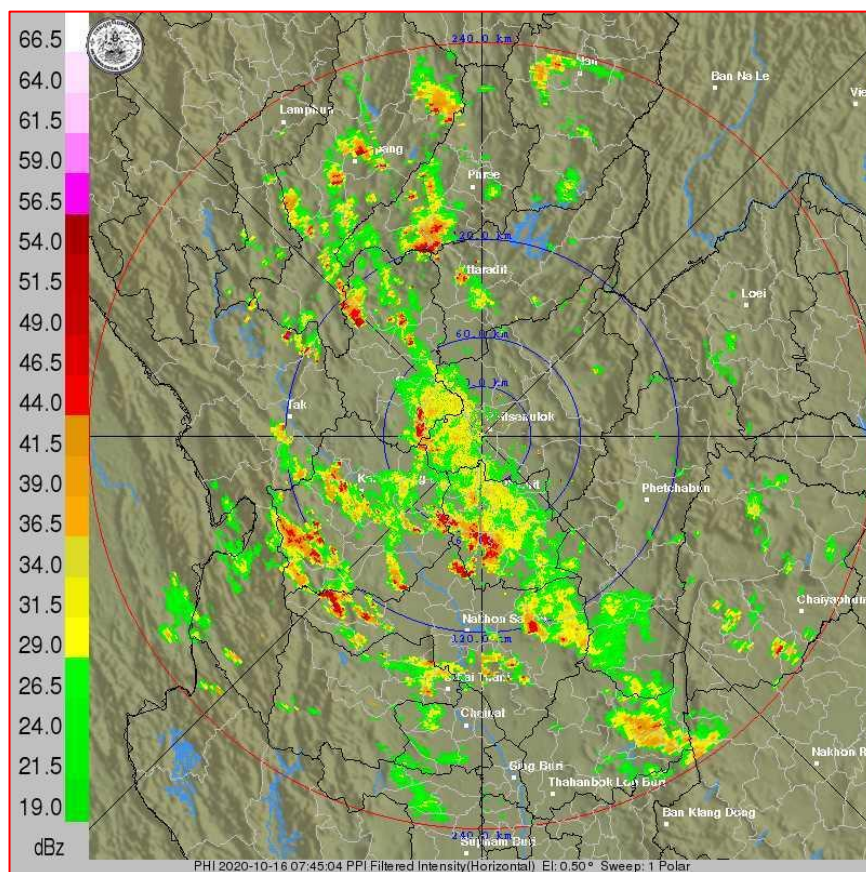 66.5
64.0
61.5
59.0
56.5
54.0
51.5
49.0
46.5
44.0
41.5
39.0
36.5
34.0
31.5
29.0
26.5
24.0
21.5
19.0
dBz
240.0 km
Ban Na Le
Lamphun
Phrae
Loei
60.0 km
Tak
Phetchabun
Chaiyaphum
120.0 km
Chainat
Sing Buri
Thahanbok Lop Buri
Ban Klang Dong
240.0 km
Suphan Buri
PHI 2020-10-16 07:45:04 PPI Filtered Intensity(Horizontal) El: 0.50° Sweep: 1 Polar